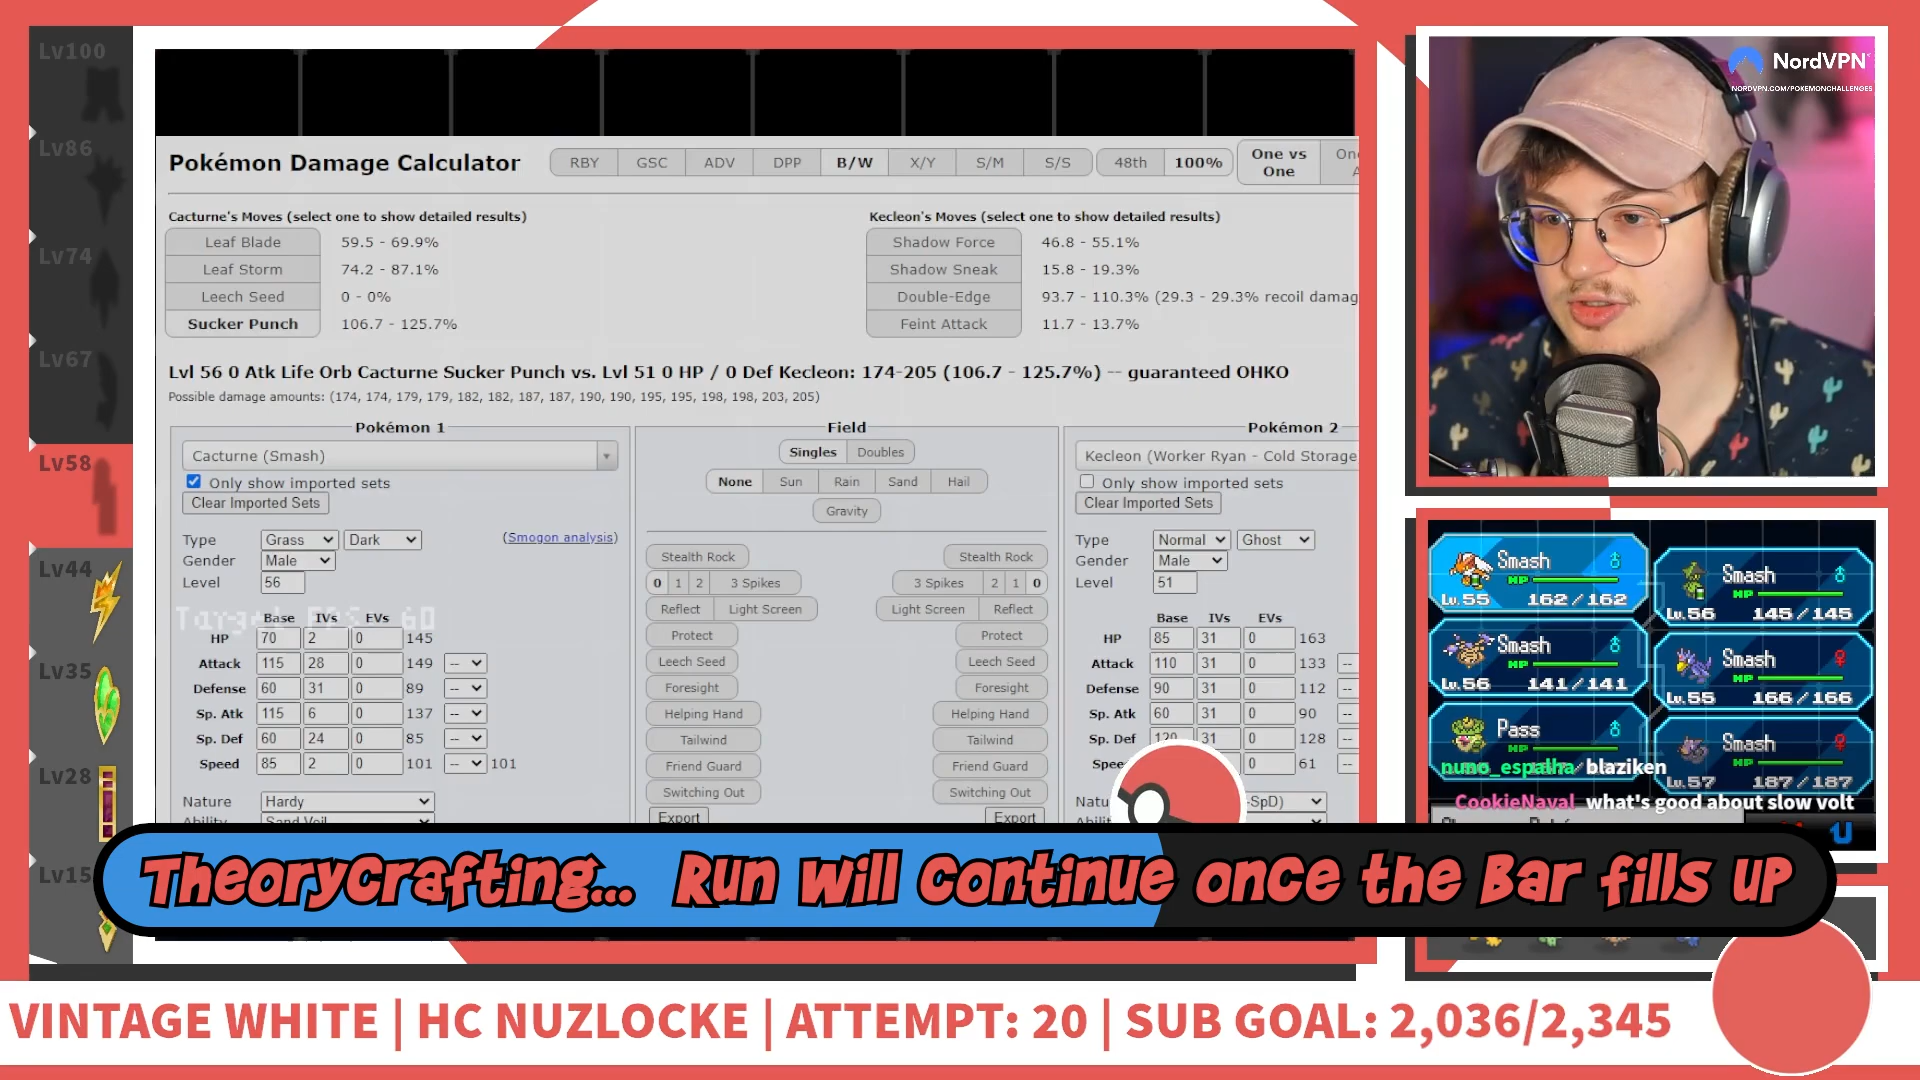 Lv100
Lv86
Lv74
Lv67
Lv58
Lv44
Lv35
Lv28
Lv15
Pokémon Damage Calculator
RBY GSC ADV DPP B/W X/Y S/M S/S 48th 100% One vs One
Cacturne's Moves (select one to show detailed results)
Leaf Blade 59.5 - 69.9%
Leaf Storm 74.2 - 87.1%
Leech Seed 0 - 0%
Sucker Punch 106.7 - 125.7%
Kecleon's Moves (select one to show detailed results)
Shadow Force 46.8 - 55.1%
Shadow Sneak 15.8 - 19.3%
Double-Edge 93.7 - 110.3% (29.3 - 29.3% recoil damag
Feint Attack 11.7 - 13.7%
Lvl 56 0 Atk Life Orb Cacturne Sucker Punch vs. Lvl 51 0 HP / 0 Def Kecleon: 174-205 (106.7 - 125.7%) -- guaranteed OHKO
Possible damage amounts: (174, 174, 179, 179, 182, 182, 187, 187, 190, 190, 195, 195, 198, 198, 203, 205)
Pokémon 1
Cacturne (Smash)
Only show imported sets
Clear Imported Sets
Type Grass Dark (Smogon analysis)
Gender Male
Level 56
Target FPS: 60
Base IVs EVs
HP 70 2 0 145
Attack 115 28 0 149 --
Defense 60 31 0 89 --
Sp. Atk 115 6 0 137 --
Sp. Def 60 24 0 85 --
Speed 85 2 0 101 -- 101
Nature Hardy
Field
Singles Doubles
None Sun Rain Sand Hail
Gravity
Stealth Rock Stealth Rock
0 1 2 3 Spikes 3 Spikes 2 1 0
Reflect Light Screen Light Screen Reflect
Protect Protect
Leech Seed Leech Seed
Foresight Foresight
Helping Hand Helping Hand
Tailwind Tailwind
Friend Guard Friend Guard
Switching Out Switching Out
Export Export
Pokémon 2
Kecleon (Worker Ryan - Cold Storage
Only show imported sets
Clear Imported Sets
Type Normal Ghost
Gender Male
Level 51
Base IVs EVs
HP 85 31 0 163
Attack 110 31 0 133 --
Defense 90 31 0 112 --
Sp. Atk 60 31 0 90 --
Sp. Def 120 31 0 128 --
Spee 0 61 --
Natu -SpD)
NordVPN
NORDVPN.COM/POKEMONCHALLENGES
Smash HP Lv.55 162/162
Smash HP Lv.56 145/145
Smash HP Lv.56 141/141
Smash HP Lv.55 166/166
Pass HP
Smash HP Lv.57 187/187
nuno_espalha blaziken
CookieNaval what's good about slow volt
Theorycrafting... Run will continue once the Bar fills up
VINTAGE WHITE | HC NUZLOCKE | ATTEMPT: 20 | SUB GOAL: 2,036/2,345